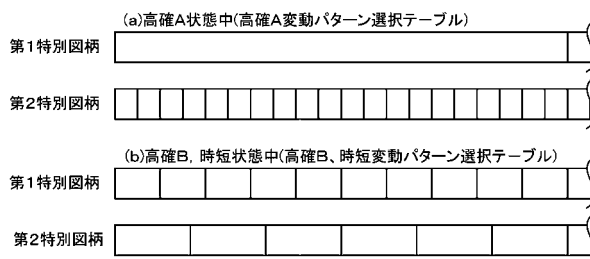 (a)高確A状態中(高確A変動パターン選択テーブル)
第1特別図柄
第2特別図柄
(b)高確B, 時短状態中(高確B、時短変動パターン選択テーブル)
第1特別図柄
第2特別図柄